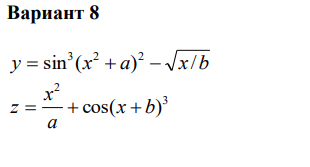 Вариант 8
y = sin³(x² + a)² − √x/b
z = x²/a + cos(x + b)³